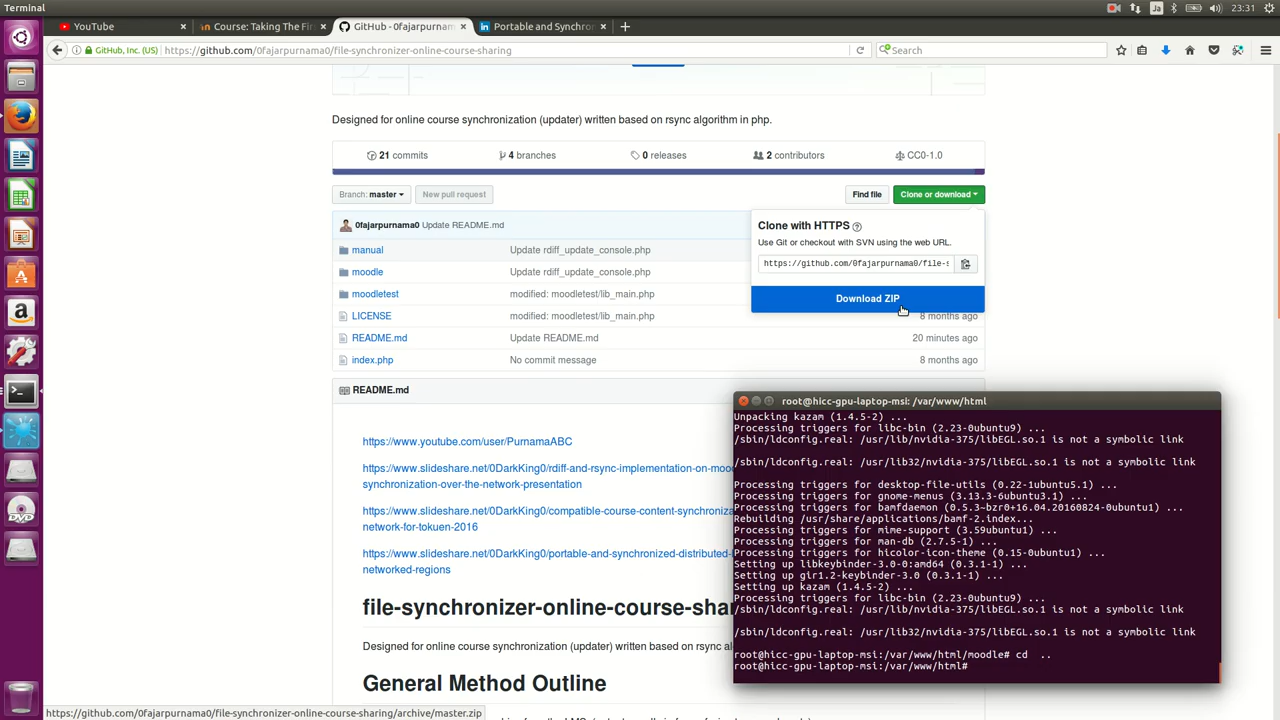 Terminal
Ja
23:31
YouTube
Course: Taking The Fir
GitHub - 0fajarpurnam
Portable and Synchror
GitHub, Inc. (US)
https://github.com/0fajarpurnama0/file-synchronizer-online-course-sharing
Search
Designed for online course synchronization (updater) written based on rsync algorithm in php.
21 commits
4 branches
0 releases
2 contributors
CC0-1.0
Branch: master
New pull request
Find file
Clone or download
0fajarpurnama0 Update README.md
Clone with HTTPS
Use Git or checkout with SVN using the web URL.
https://github.com/0fajarpurnama0/file-s
Download ZIP
manual
Update rdiff_update_console.php
moodle
Update rdiff_update_console.php
moodletest
modified: moodletest/lib_main.php
LICENSE
modified: moodletest/lib_main.php
8 months ago
README.md
Update README.md
20 minutes ago
index.php
No commit message
8 months ago
README.md
https://www.youtube.com/user/PurnamaABC
https://www.slideshare.net/0DarkKing0/rdiff-and-rsync-implementation-on-mood
synchronization-over-the-network-presentation
https://www.slideshare.net/0DarkKing0/compatible-course-content-synchroniza
network-for-tokuen-2016
https://www.slideshare.net/0DarkKing0/portable-and-synchronized-distributed-
networked-regions
file-synchronizer-online-course-shar
Designed for online course synchronization (updater) written based on rsync al
General Method Outline
root@hicc-gpu-laptop-msi: /var/www/html
Unpacking kazam (1.4.5-2) ...
Processing triggers for libc-bin (2.23-0ubuntu9) ...
/sbin/ldconfig.real: /usr/lib/nvidia-375/libEGL.so.1 is not a symbolic link
/sbin/ldconfig.real: /usr/lib32/nvidia-375/libEGL.so.1 is not a symbolic link
Processing triggers for desktop-file-utils (0.22-1ubuntu5.1) ...
Processing triggers for gnome-menus (3.13.3-6ubuntu3.1) ...
Processing triggers for bamfdaemon (0.5.3~bzr0+16.04.20160824-0ubuntu1) ...
Rebuilding /usr/share/applications/bamf-2.index...
Processing triggers for mime-support (3.59ubuntu1) ...
Processing triggers for man-db (2.7.5-1) ...
Processing triggers for hicolor-icon-theme (0.15-0ubuntu1) ...
Setting up libkeybinder-3.0-0:amd64 (0.3.1-1) ...
Setting up gir1.2-keybinder-3.0 (0.3.1-1) ...
Setting up kazam (1.4.5-2) ...
Processing triggers for libc-bin (2.23-0ubuntu9) ...
/sbin/ldconfig.real: /usr/lib/nvidia-375/libEGL.so.1 is not a symbolic link
/sbin/ldconfig.real: /usr/lib32/nvidia-375/libEGL.so.1 is not a symbolic link
root@hicc-gpu-laptop-msi:/var/www/html/moodle# cd  ..
root@hicc-gpu-laptop-msi:/var/www/html#
https://github.com/0fajarpurnama0/file-synchronizer-online-course-sharing/archive/master.zip